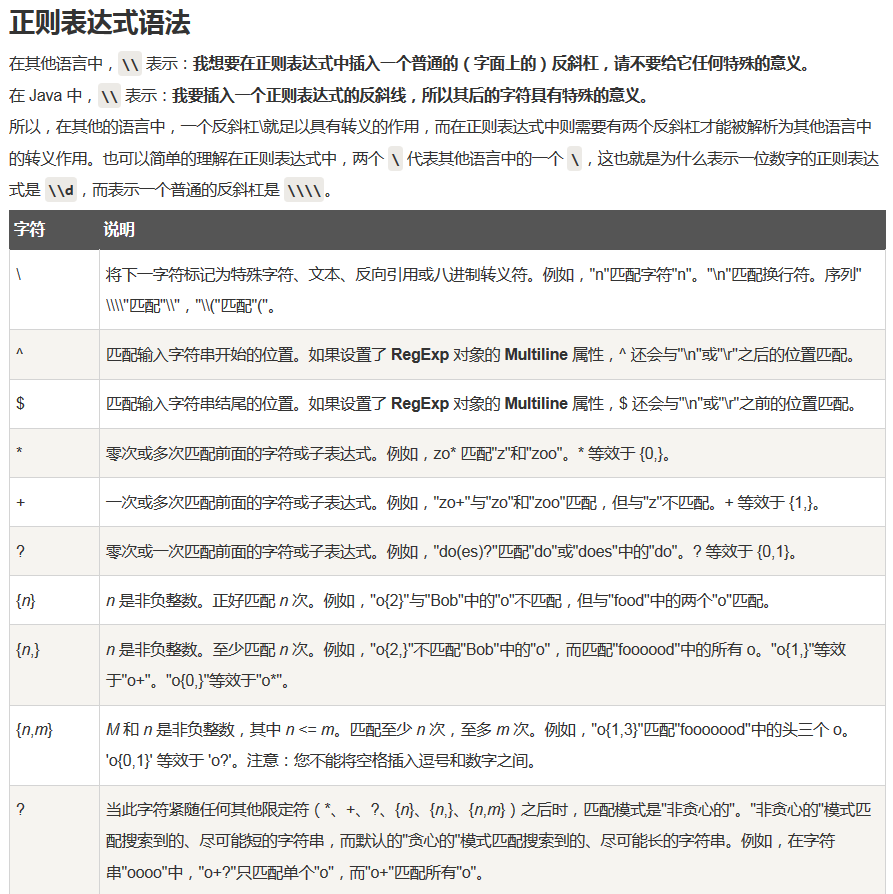 正则表达式语法
在其他语言中，\\ 表示：我想要在正则表达式中插入一个普通的（字面上的）反斜杠，请不要给它任何特殊的意义。
在 Java 中，\\ 表示：我要插入一个正则表达式的反斜线，所以其后的字符具有特殊的意义。
所以，在其他的语言中，一个反斜杠\就足以具有转义的作用，而在正则表达式中则需要有两个反斜杠才能被解析为其他语言中
的转义作用。也可以简单的理解在正则表达式中，两个 \ 代表其他语言中的一个 \，这也就是为什么表示一位数字的正则表达
式是 \\d，而表示一个普通的反斜杠是 \\\\。
字符 说明
\ 将下一字符标记为特殊字符、文本、反向引用或八进制转义符。例如，"n"匹配字符"n"。"\n"匹配换行符。序列"
\\\\"匹配"\\"，"\\("匹配"("。
^ 匹配输入字符串开始的位置。如果设置了 RegExp 对象的 Multiline 属性，^ 还会与"\n"或"\r"之后的位置匹配。
$ 匹配输入字符串结尾的位置。如果设置了 RegExp 对象的 Multiline 属性，$ 还会与"\n"或"\r"之前的位置匹配。
* 零次或多次匹配前面的字符或子表达式。例如，zo* 匹配"z"和"zoo"。* 等效于 {0,}。
+ 一次或多次匹配前面的字符或子表达式。例如，"zo+"与"zo"和"zoo"匹配，但与"z"不匹配。+ 等效于 {1,}。
? 零次或一次匹配前面的字符或子表达式。例如，"do(es)?"匹配"do"或"does"中的"do"。? 等效于 {0,1}。
{n} n 是非负整数。正好匹配 n 次。例如，"o{2}"与"Bob"中的"o"不匹配，但与"food"中的两个"o"匹配。
{n,} n 是非负整数。至少匹配 n 次。例如，"o{2,}"不匹配"Bob"中的"o"，而匹配"foooood"中的所有 o。"o{1,}"等效
于"o+"。"o{0,}"等效于"o*"。
{n,m} M 和 n 是非负整数，其中 n <= m。匹配至少 n 次，至多 m 次。例如，"o{1,3}"匹配"fooooood"中的头三个 o。
'o{0,1}' 等效于 'o?'。注意：您不能将空格插入逗号和数字之间。
? 当此字符紧随任何其他限定符（*、+、?、{n}、{n,}、{n,m}）之后时，匹配模式是"非贪心的"。"非贪心的"模式匹
配搜索到的、尽可能短的字符串，而默认的"贪心的"模式匹配搜索到的、尽可能长的字符串。例如，在字符
串"oooo"中，"o+?"只匹配单个"o"，而"o+"匹配所有"o"。